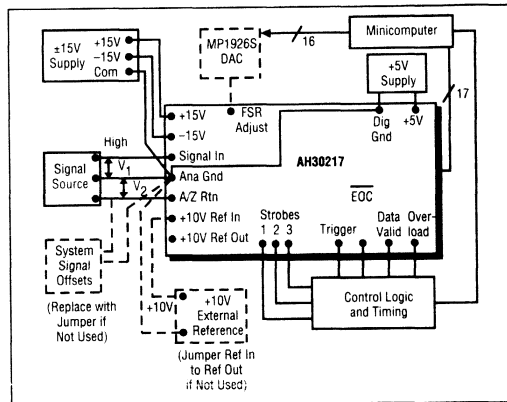 ±15V
Supply
+15V
–15V
Com
MP1926S
DAC
16
Minicomputer
+5V
Supply
17
+15V
–15V
FSR
Adjust
Dig
Gnd
+5V
High
Signal
Source
V1
V2
Signal In
Ana Gnd
A/Z Rtn
+10V Ref In
+10V Ref Out
AH30217
EOC
Strobes
1 2 3
Trigger
Data
Valid
Over-
load
System
Signal
Offsets
(Replace with
Jumper if
Not Used)
+10V
+10V
External
Reference
(Jumper Ref In
to Ref Out
if Not Used)
Control Logic
and Timing